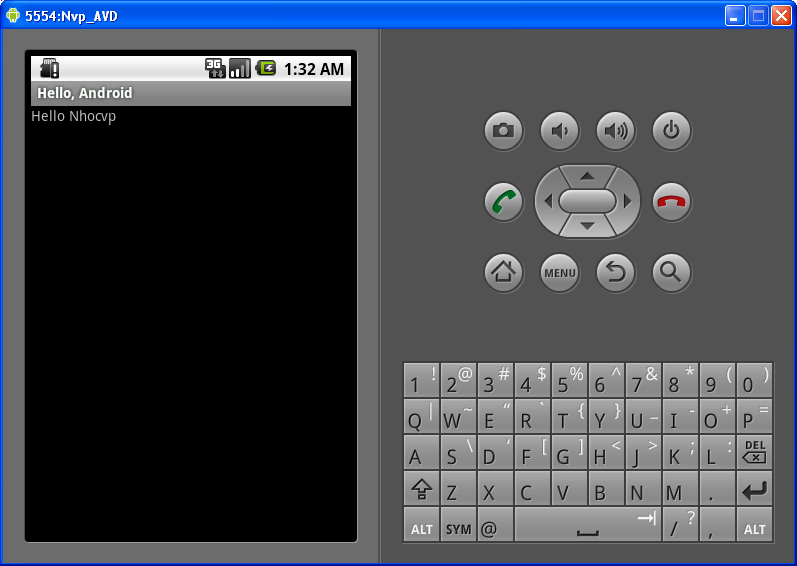 5554:Nvp_AVD
3G 1:32 AM
Hello, Android
Hello Nhocvp
MENU
1 ! 2 @ 3 # 4 $ 5 % 6 ^ 7 & 8 * 9 ( 0 )
Q | W ~ E “ R ` T { Y } U _ I - O + P =
A S \ D ‘ F [ G ] H < J > K ; L : DEL
Z X C V B N M .
ALT SYM @ / ? , ALT